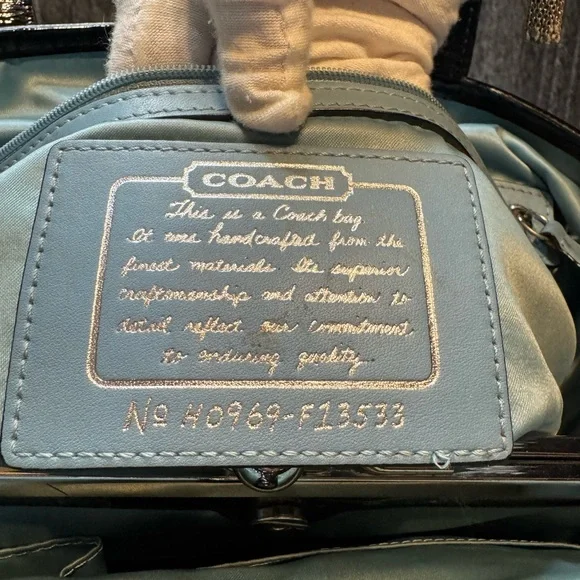 COACH
This is a Coach bag.
It was handcrafted from the
finest materials. Its superior
craftsmanship and attention to
detail reflect our commitment
to enduring quality.
No H0969-F13533